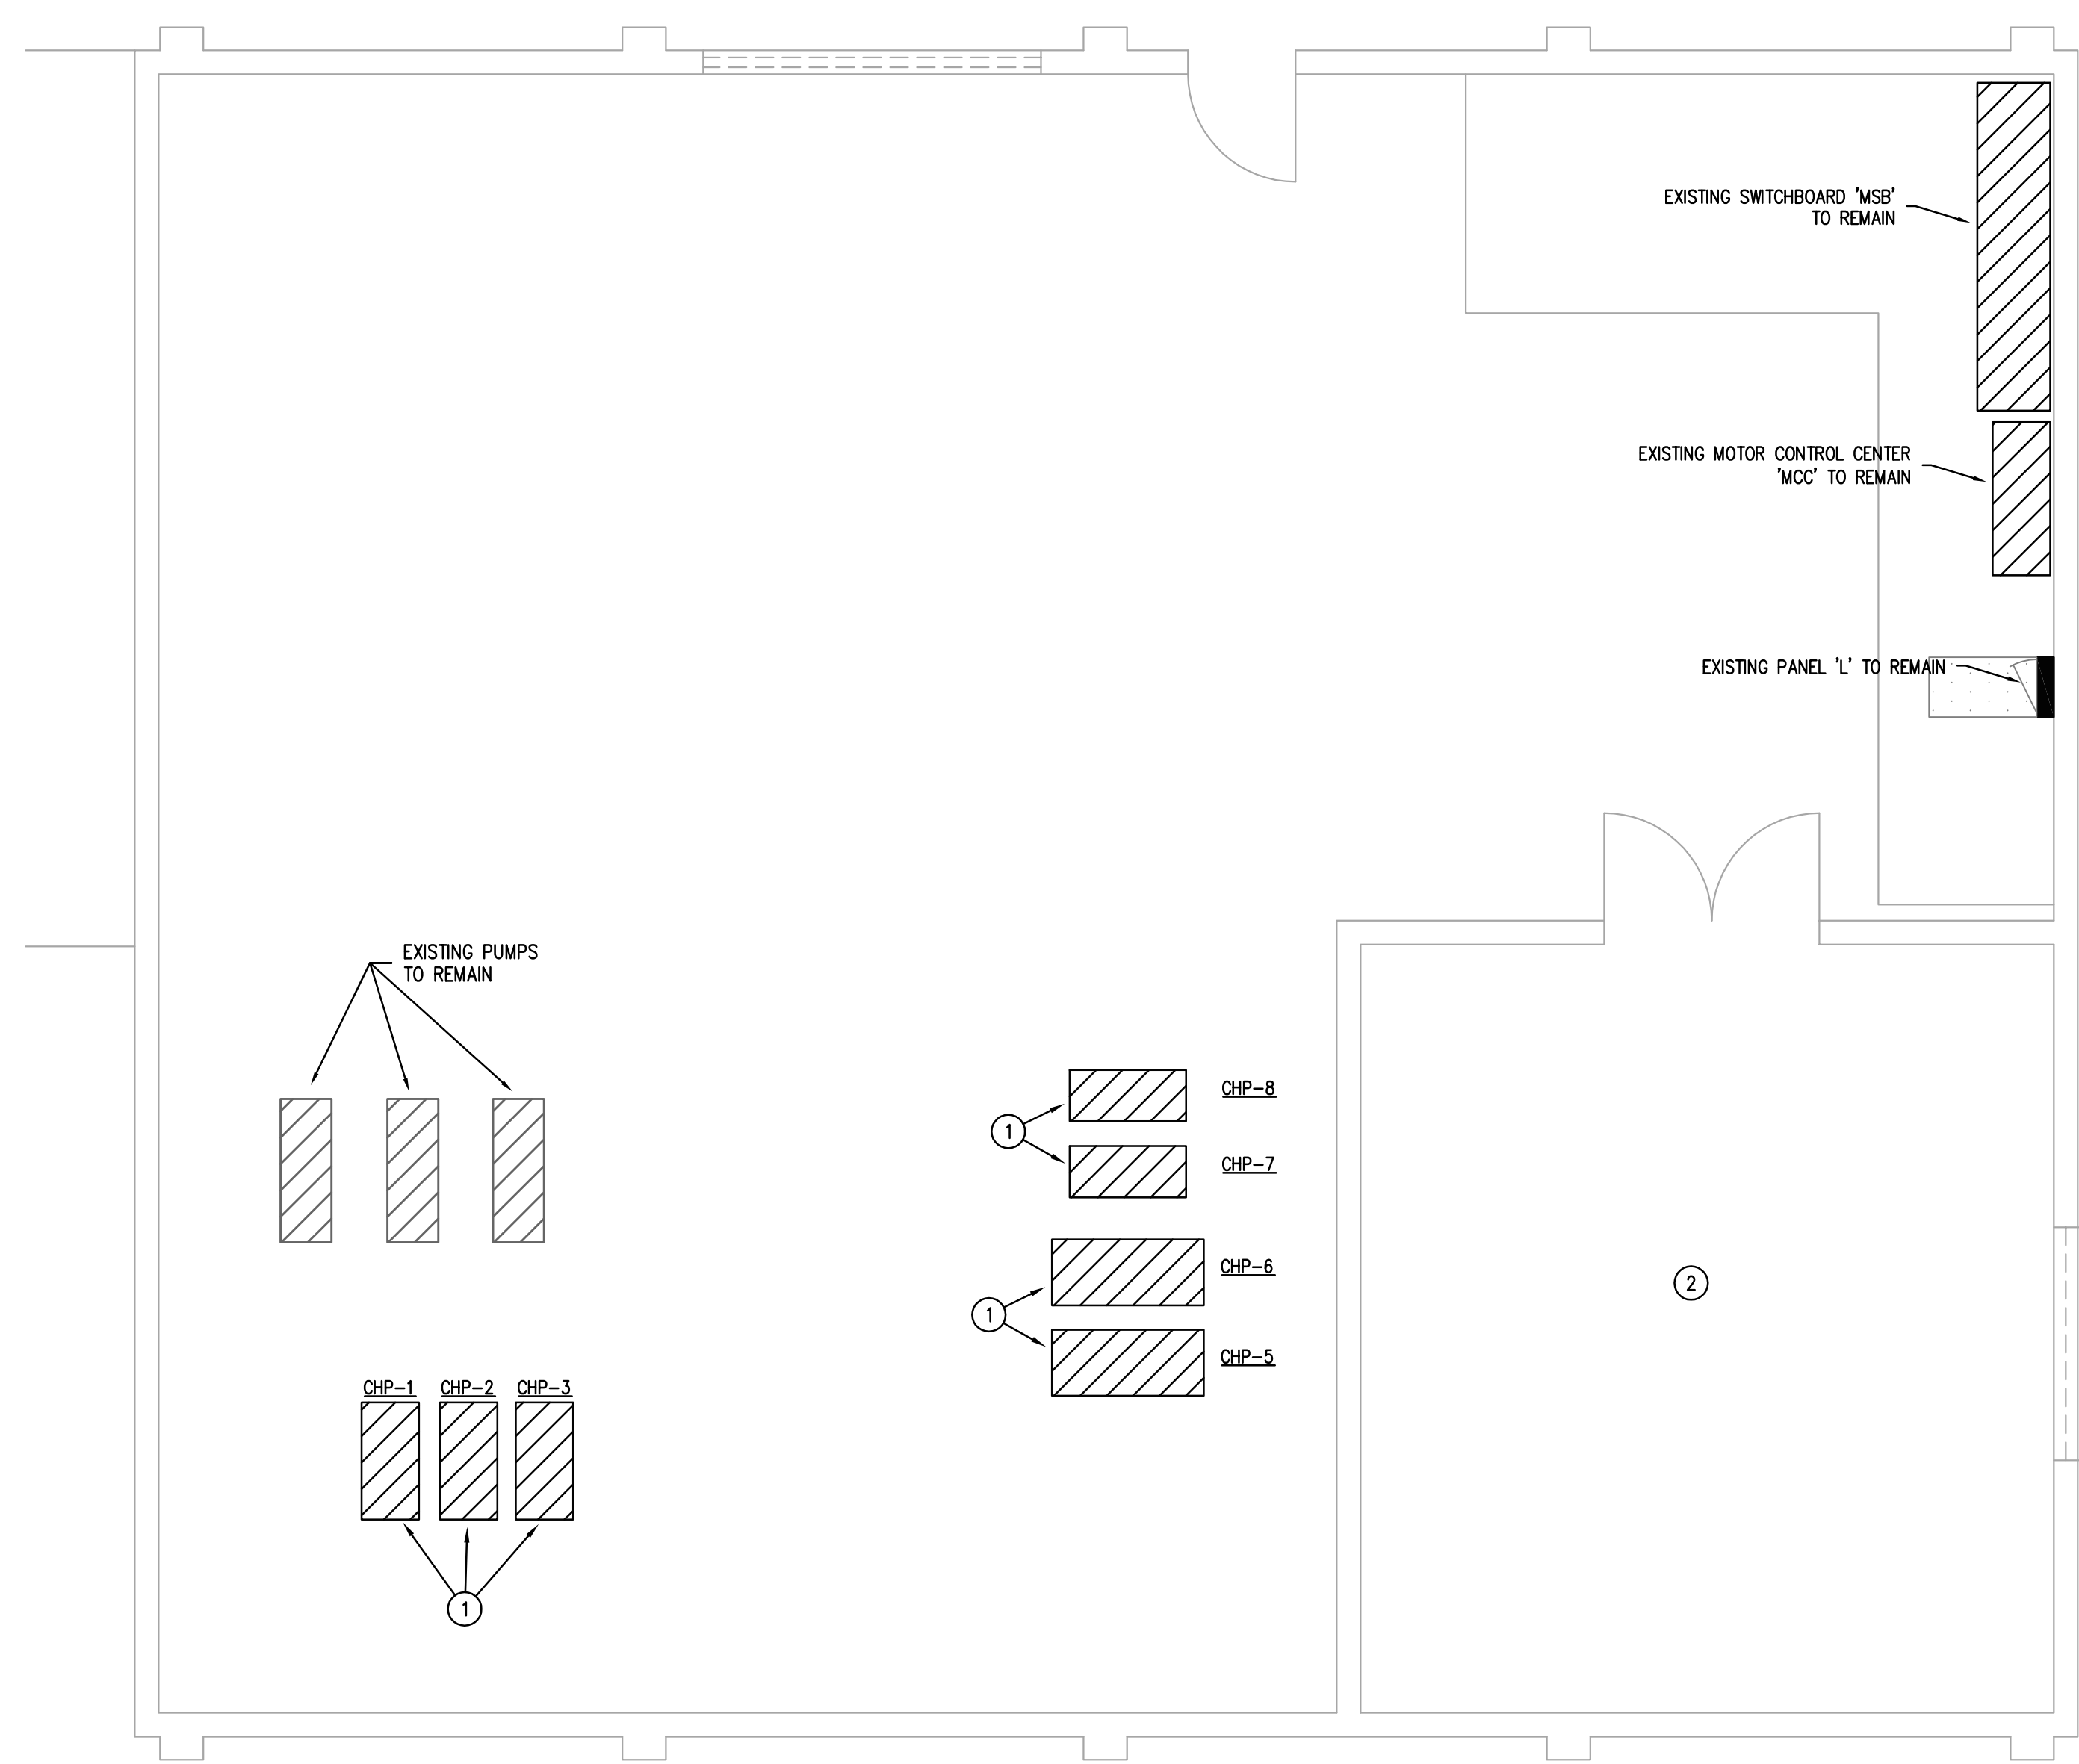 EXISTING SWITCHBOARD 'MSB'
TO REMAIN
EXISTING MOTOR CONTROL CENTER
'MCC' TO REMAIN
EXISTING PANEL 'L' TO REMAIN
EXISTING PUMPS
TO REMAIN
CHP-8
1
CHP-7
CHP-6
2
1
CHP-5
CHP-1 CHP-2 CHP-3
1